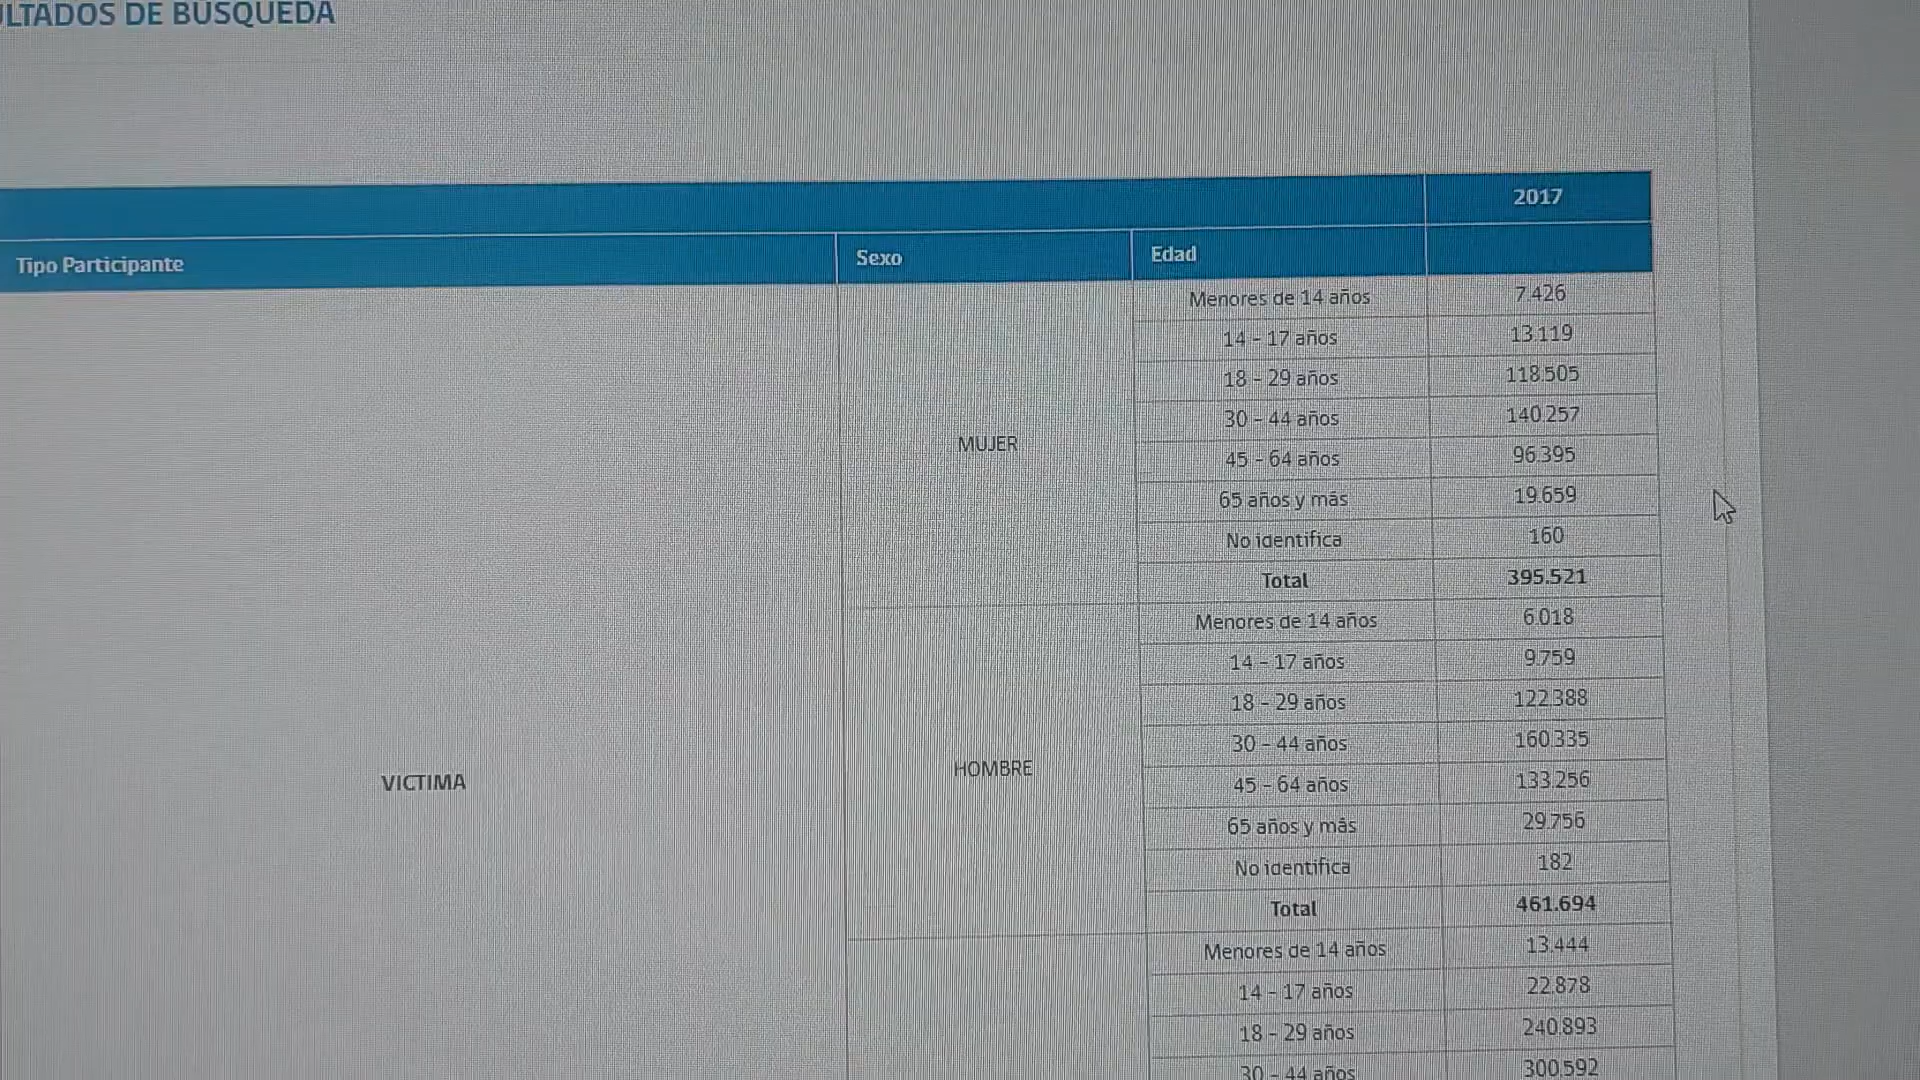 ULTADOS DE BÚSQUEDA
2017
Tipo Participante Sexo Edad
Menores de 14 años 7.426
14 - 17 años 13.119
18 - 29 años 118.505
30 - 44 años 140.257
MUJER
45 - 64 años 96.395
65 años y más 19.659
No identifica 160
Total 395.521
Menores de 14 años 6.018
14 - 17 años 9.759
18 - 29 años 122.388
30 - 44 años 160.335
VICTIMA HOMBRE
45 - 64 años 133.256
65 años y más 29.756
No identifica 182
Total 461.694
Menores de 14 años 13.444
14 - 17 años 22.878
18 - 29 años 240.893
30 - 44 años 300.592